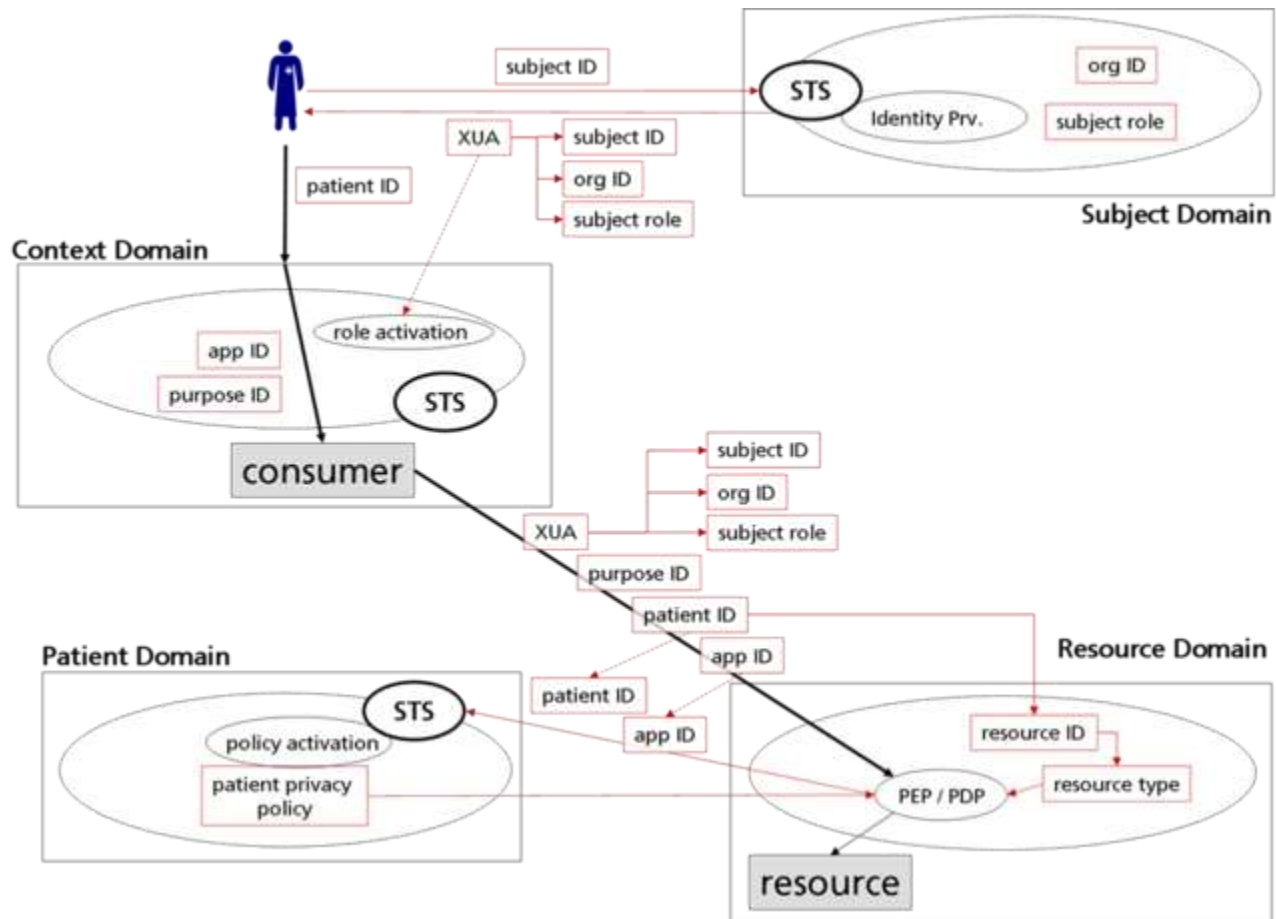 subject ID
STS
org ID
Identity Prv.
subject role
XUA
subject ID
org ID
subject role
patient ID
Subject Domain
Context Domain
role activation
app ID
purpose ID
STS
consumer
subject ID
org ID
subject role
XUA
purpose ID
patient ID
app ID
Patient Domain
Resource Domain
patient ID
STS
app ID
policy activation
resource ID
patient privacy
policy
resource type
PEP / PDP
resource